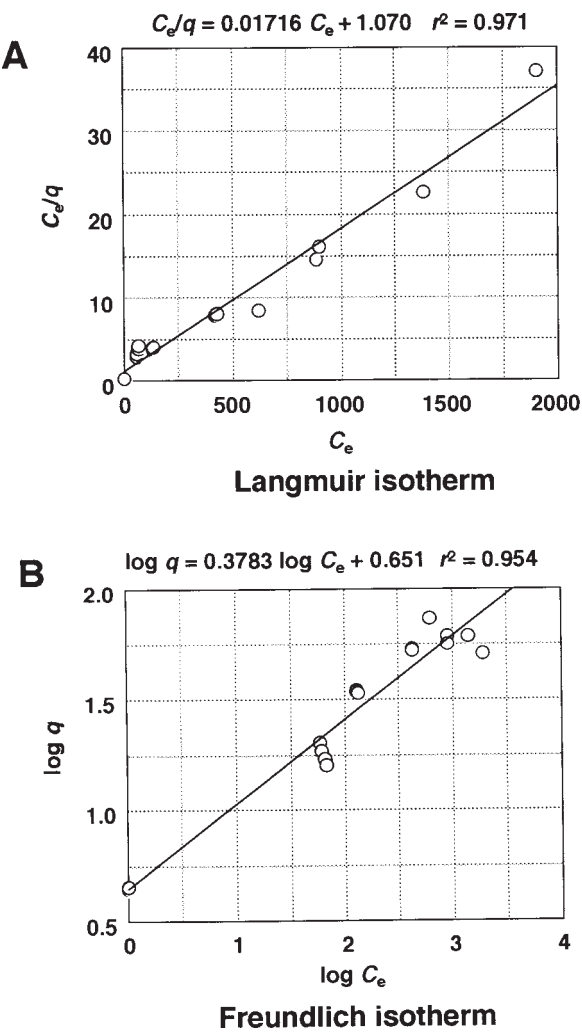 Cₑ/q = 0.01716 Cₑ + 1.070 r² = 0.971
A
40
30
20
10
0
Cₑ/q
0 500 1000 1500 2000
Cₑ
Langmuir isotherm
B
log q = 0.3783 log Cₑ + 0.651 r² = 0.954
2.0
1.5
1.0
0.5
log q
0 1 2 3 4
log Cₑ
Freundlich isotherm